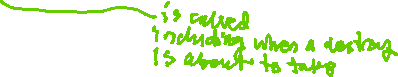 is called
including when a destroy
is about to take